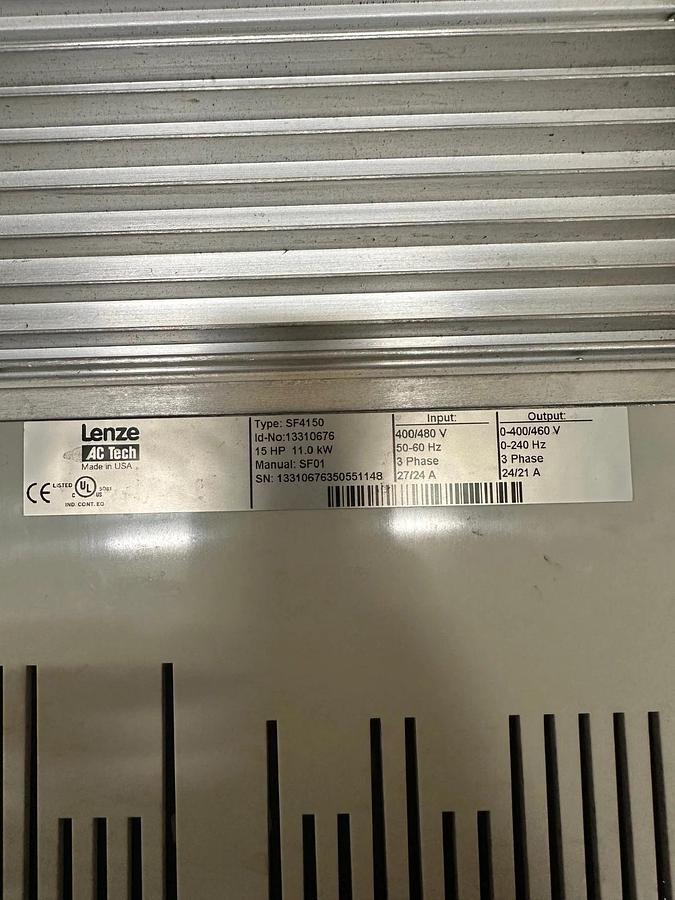 Lenze
AC Tech
Made in USA
CE LISTED UL
C US
IND. CONT. EQ
Type: SF4150
Id-No:13310676
15 HP 11.0 kW
Manual: SF01
SN: 13310676350551148
Input:
400/480 V
50-60 Hz
3 Phase
27/24 A
Output:
0-400/460 V
0-240 Hz
3 Phase
24/21 A